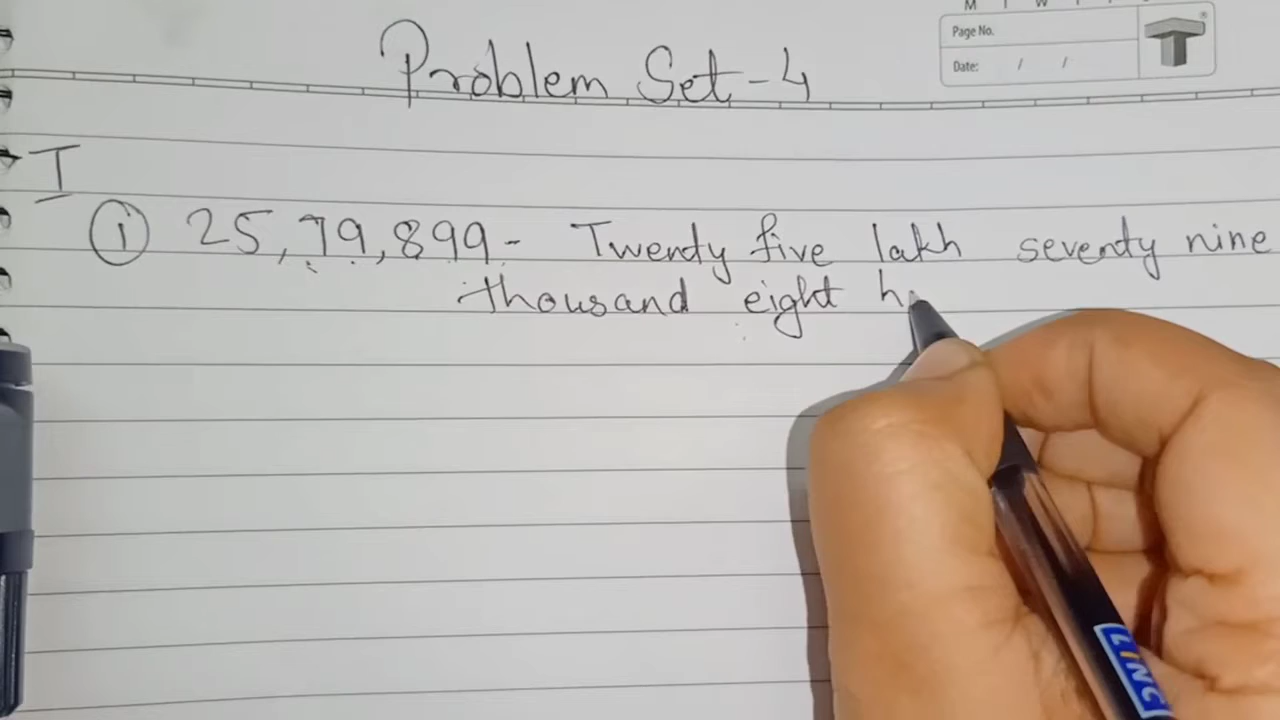 M T W T
Page No.
Date: / /
Problem Set-4
I
① 25,79,899 - Twenty five lakh seventy nine
thousand eight h
LINC